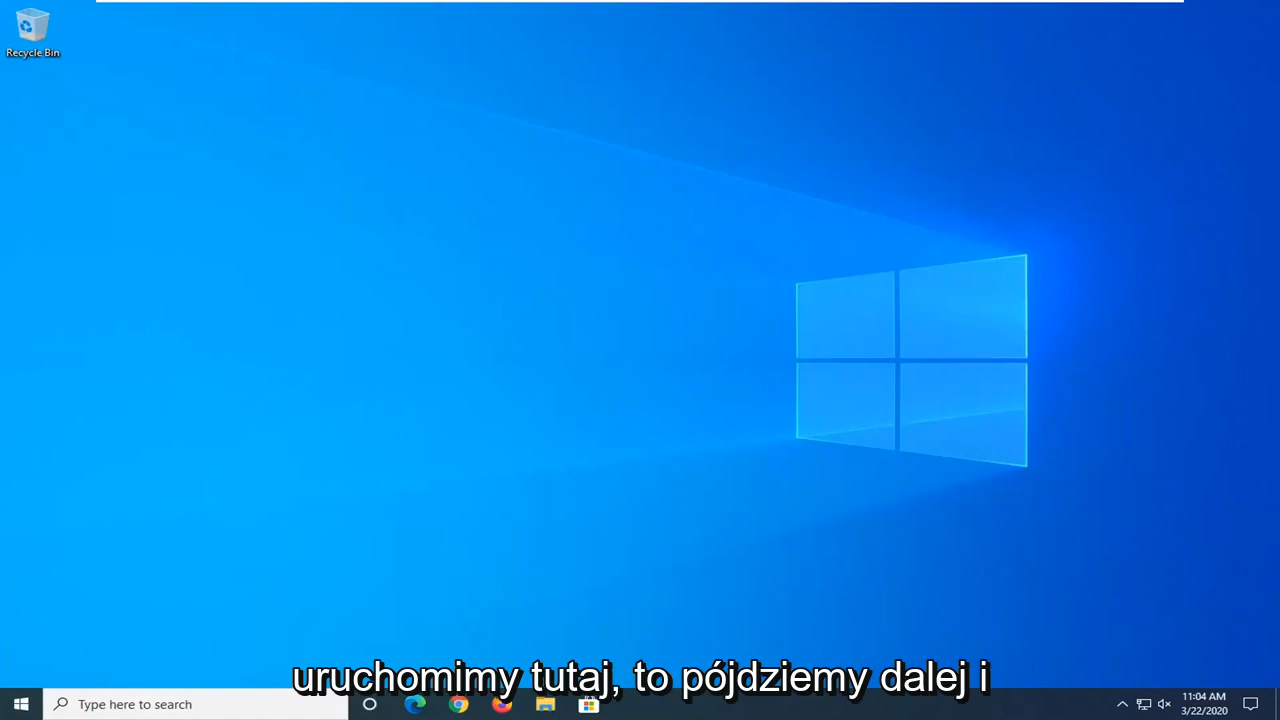 Recycle Bin
uruchomimy tutaj, to pójdziemy dalej i
Type here to search
11:04 AM
3/22/2020